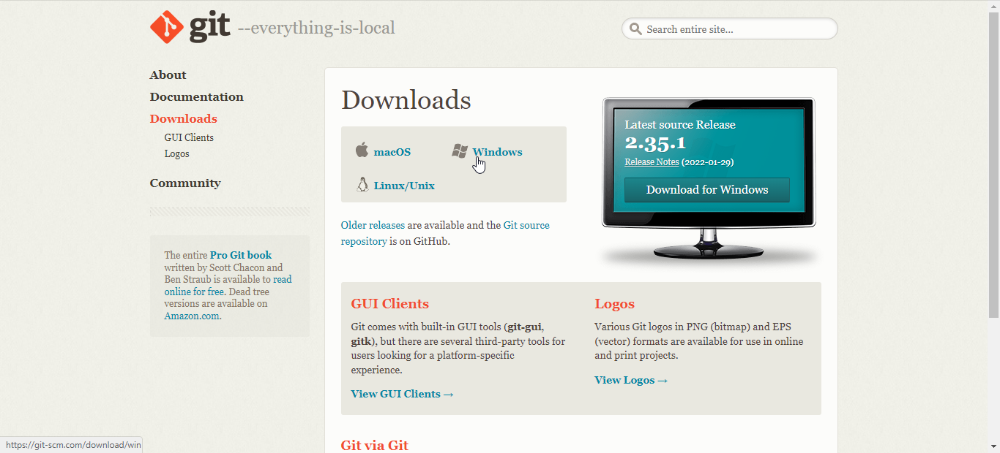 git --everything-is-local
Search entire site...
About
Documentation
Downloads
GUI Clients
Logos
Community
The entire Pro Git book
written by Scott Chacon and
Ben Straub is available to read
online for free. Dead tree
versions are available on
Amazon.com.
Downloads
macOS
Windows
Linux/Unix
Older releases are available and the Git source
repository is on GitHub.
Latest source Release
2.35.1
Release Notes (2022-01-29)
Download for Windows
GUI Clients
Git comes with built-in GUI tools (git-gui,
gitk), but there are several third-party tools for
users looking for a platform-specific
experience.
View GUI Clients →
Logos
Various Git logos in PNG (bitmap) and EPS
(vector) formats are available for use in online
and print projects.
View Logos →
Git via Git
https://git-scm.com/download/win